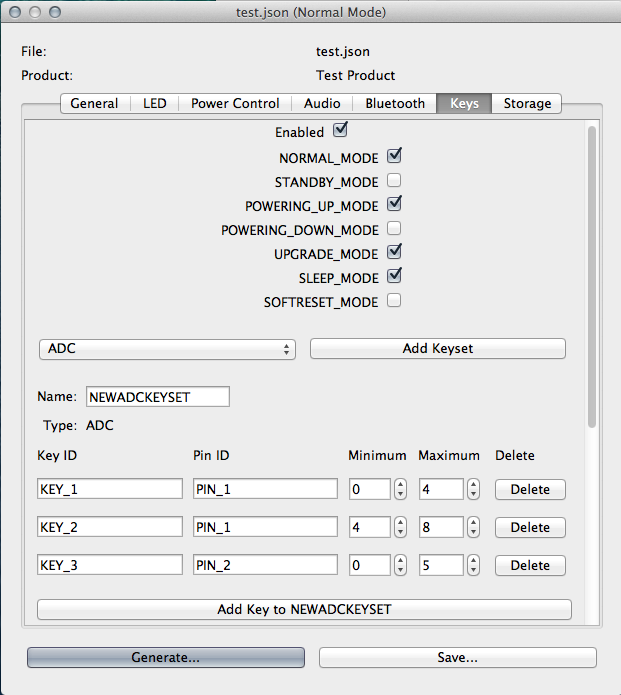 test.json (Normal Mode)
File: test.json
Product: Test Product
General LED Power Control Audio Bluetooth Keys Storage
Enabled
NORMAL_MODE
STANDBY_MODE
POWERING_UP_MODE
POWERING_DOWN_MODE
UPGRADE_MODE
SLEEP_MODE
SOFTRESET_MODE
ADC Add Keyset
Name: NEWADCKEYSET
Type: ADC
Key ID Pin ID Minimum Maximum Delete
KEY_1 PIN_1 0 4 Delete
KEY_2 PIN_1 4 8 Delete
KEY_3 PIN_2 0 5 Delete
Add Key to NEWADCKEYSET
Generate... Save...